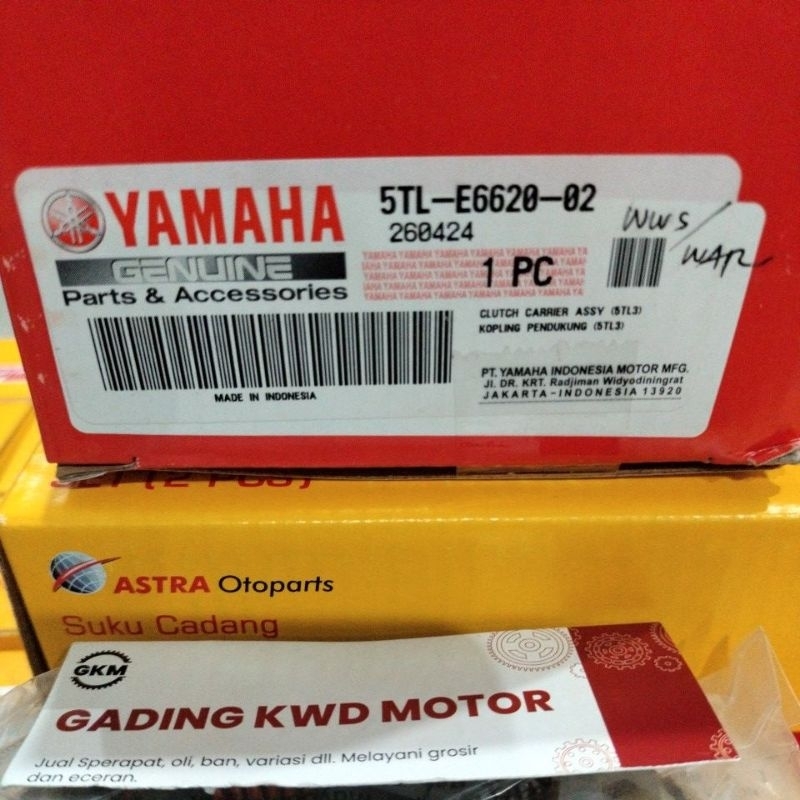 YAMAHA
GENUINE
Parts & Accessories
5TL-E6620-02
260424
1 PC
NWS/
WAR
CLUTCH CARRIER ASSY (5TL3)
KOPLING PENDUKUNG (5TL3)
PT. YAMAHA INDONESIA MOTOR MFG.
JL. DR. KRT. Radjiman Widyodiningrat
JAKARTA-INDONESIA 13920
MADE IN INDONESIA
ASTRA Otoparts
Suku Cadang
GKM
GADING KWD MOTOR
Jual Sperapat, oli, ban, variasi dll. Melayani grosir
dan eceran.